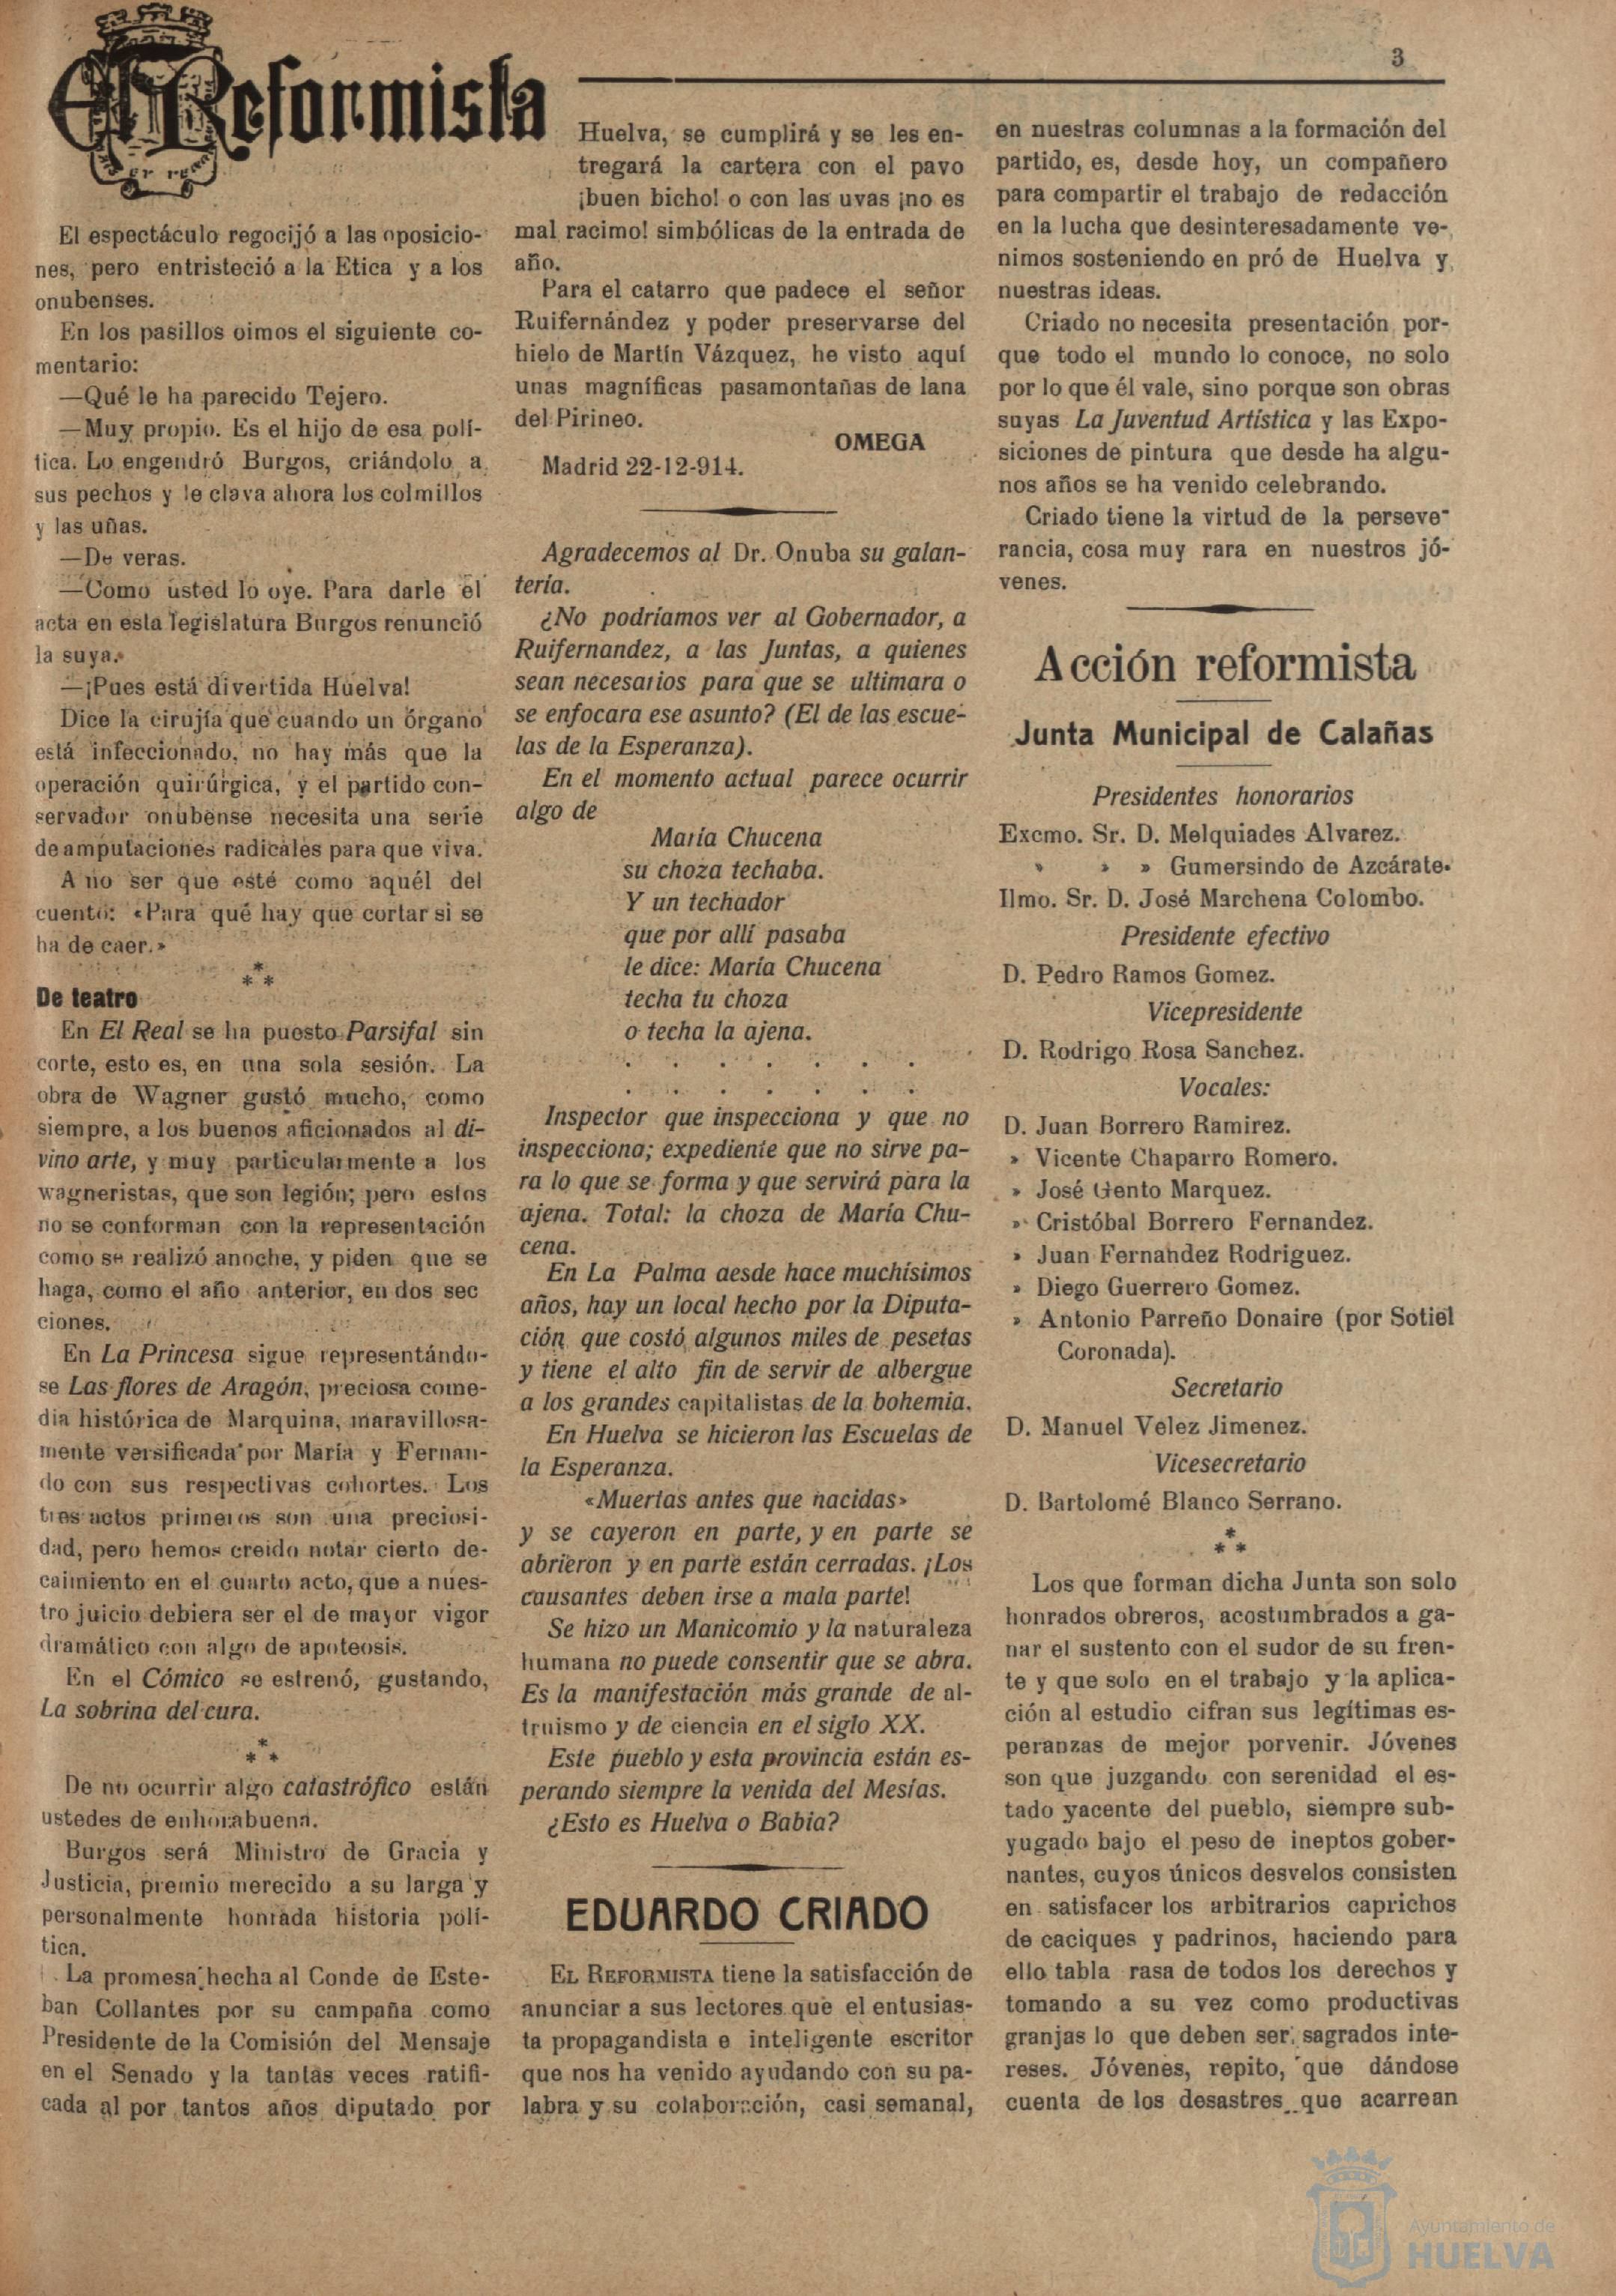 3
El Reformista
El espectáculo regocijó a las oposicio-
nes, pero entristeció a la Etica y a los
onubenses.
En los pasillos oimos el siguiente co-
mentario:
—Qué le ha parecido Tejero.
—Muy propio. Es el hijo de esa polí-
tica. Lo engendró Burgos, criándolo a
sus pechos y le clava ahora los colmillos
y las uñas.
—De veras.
—Como usted lo oye. Para darle el
acta en esta legislatura Burgos renunció
la suya.
—¡Pues está divertida Huelva!
Dice la cirujía que cuando un órgano
está infeccionado, no hay más que la
operación quirúrgica, y el partido con-
servador onubense necesita una serie
de amputaciones radicales para que viva.
A no ser que esté como aquél del
cuento: «Para qué hay que cortar si se
ha de caer.»
***
De teatro
En El Real se ha puesto Parsifal sin
corte, esto es, en una sola sesión. La
obra de Wagner gustó mucho, como
siempre, a los buenos aficionados al di-
vino arte, y muy particularmente a los
wagneristas, que son legión; pero estos
no se conforman con la representación
como se realizó anoche, y piden que se
haga, como el año anterior, en dos sec
ciones.
En La Princesa sigue representándo-
se Las flores de Aragón, preciosa come-
dia histórica de Marquina, maravillosa-
mente versificada por María y Fernan-
do con sus respectivas cohortes. Los
tres actos primeros son una preciosi-
dad, pero hemos creido notar cierto de-
caimiento en el cuarto acto, que a nues-
tro juicio debiera ser el de mayor vigor
dramático con algo de apoteosis.
En el Cómico se estrenó, gustando,
La sobrina del cura.
***
De no ocurrir algo catastrófico están
ustedes de enhorabuena.
Burgos será Ministro de Gracia y
Justicia, premio merecido a su larga y
personalmente honrada historia polí-
tica.
La promesa hecha al Conde de Este-
ban Collantes por su campaña como
Presidente de la Comisión del Mensaje
en el Senado y la tantas veces ratifi-
cada al por tantos años diputado por
Huelva, se cumplirá y se les en-
tregará la cartera con el pavo
¡buen bicho! o con las uvas ¡no es
mal racimo! simbólicas de la entrada de
año.
Para el catarro que padece el señor
Ruifernández y poder preservarse del
hielo de Martín Vázquez, he visto aquí
unas magníficas pasamontañas de lana
del Pirineo.
OMEGA
Madrid 22-12-914.
Agradecemos al Dr. Onuba su galan-
tería.
¿No podríamos ver al Gobernador, a
Ruifernandez, a las Juntas, a quienes
sean necesarios para que se ultimara o
se enfocara ese asunto? (El de las escue-
las de la Esperanza).
En el momento actual parece ocurrir
algo de
María Chucena
su choza techaba.
Y un techador
que por allí pasaba
le dice: María Chucena
techa tu choza
o techa la ajena.
. . . . . . .
. . . . . . .
Inspector que inspecciona y que no
inspecciona; expediente que no sirve pa-
ra lo que se forma y que servirá para la
ajena. Total: la choza de María Chu-
cena.
En La Palma aesde hace muchísimos
años, hay un local hecho por la Diputa-
ción que costó algunos miles de pesetas
y tiene el alto fin de servir de albergue
a los grandes capitalistas de la bohemia.
En Huelva se hicieron las Escuelas de
la Esperanza.
«Muertas antes que nacidas»
y se cayeron en parte, y en parte se
abrieron y en parte están cerradas. ¡Los
causantes deben irse a mala parte!
Se hizo un Manicomio y la naturaleza
humana no puede consentir que se abra.
Es la manifestación más grande de al-
truismo y de ciencia en el siglo XX.
Este pueblo y esta provincia están es-
perando siempre la venida del Mesías.
¿Esto es Huelva o Babia?
EDUARDO CRIADO
EL REFORMISTA tiene la satisfacción de
anunciar a sus lectores que el entusias-
ta propagandista e inteligente escritor
que nos ha venido ayudando con su pa-
labra y su colaboración, casi semanal,
en nuestras columnas a la formación del
partido, es, desde hoy, un compañero
para compartir el trabajo de redacción
en la lucha que desinteresadamente ve-
nimos sosteniendo en pró de Huelva y
nuestras ideas.
Criado no necesita presentación por-
que todo el mundo lo conoce, no solo
por lo que él vale, sino porque son obras
suyas La Juventud Artística y las Expo-
siciones de pintura que desde ha algu-
nos años se ha venido celebrando.
Criado tiene la virtud de la perseve-
rancia, cosa muy rara en nuestros jó-
venes.
Acción reformista
Junta Municipal de Calañas
Presidentes honorarios
Excmo. Sr. D. Melquiades Alvarez.
» » » Gumersindo de Azcárate.
Ilmo. Sr. D. José Marchena Colombo.
Presidente efectivo
D. Pedro Ramos Gomez.
Vicepresidente
D. Rodrigo Rosa Sanchez.
Vocales:
D. Juan Borrero Ramirez.
» Vicente Chaparro Romero.
» José Gento Marquez.
» Cristóbal Borrero Fernandez.
» Juan Fernandez Rodriguez.
» Diego Guerrero Gomez.
» Antonio Parreño Donaire (por Sotiel
Coronada).
Secretario
D. Manuel Velez Jimenez.
Vicesecretario
D. Bartolomé Blanco Serrano.
***
Los que forman dicha Junta son solo
honrados obreros, acostumbrados a ga-
nar el sustento con el sudor de su fren-
te y que solo en el trabajo y la aplica-
ción al estudio cifran sus legítimas es-
peranzas de mejor porvenir. Jóvenes
son que juzgando con serenidad el es-
tado yacente del pueblo, siempre sub-
yugado bajo el peso de ineptos gober-
nantes, cuyos únicos desvelos consisten
en satisfacer los arbitrarios caprichos
de caciques y padrinos, haciendo para
ello tabla rasa de todos los derechos y
tomando a su vez como productivas
granjas lo que deben ser sagrados inte-
reses. Jóvenes, repito, que dándose
cuenta de los desastres que acarrean
Ayuntamiento de
HUELVA